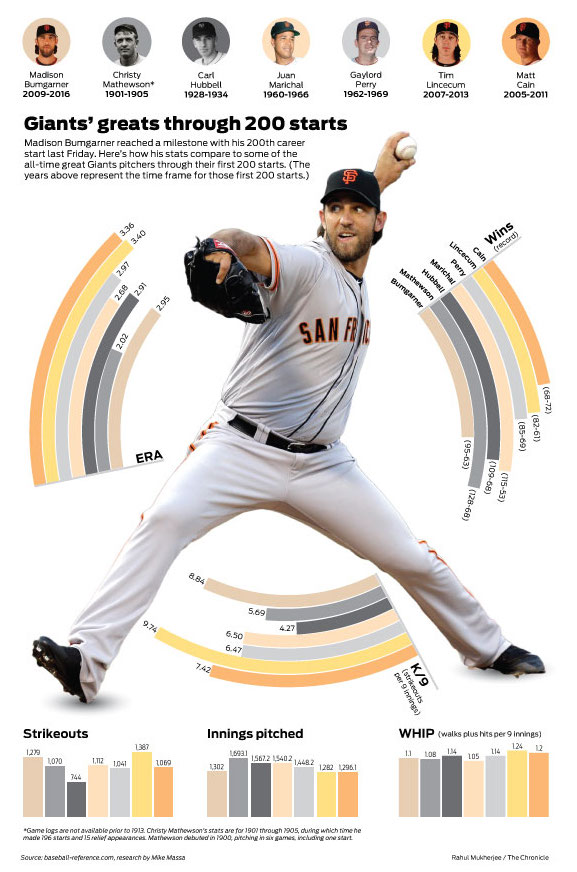 Madison
Bumgarner
2009-2016
Christy
Mathewson*
1901-1905
Carl
Hubbell
1928-1934
Juan
Marichal
1960-1966
Gaylord
Perry
1962-1969
Tim
Lincecum
2007-2013
Matt
Cain
2005-2011
Giants’ greats through 200 starts
Madison Bumgarner reached a milestone with his 200th career
start last Friday. Here’s how his stats compare to some of the
all-time great Giants pitchers through their first 200 starts. (The
years above represent the time frame for those first 200 starts.)
SF
SAN FR
ERA
3.36
3.40
2.97
2.68
2.91
2.02
2.95
Wins
(record)
Cain
Lincecum
Perry
Marichal
Hubbell
Mathewson
Bumgarner
(68-72)
(82-61)
(85-69)
(115-53)
(109-68)
(128-68)
(95-63)
8.84
5.69
4.27
6.50
6.47
9.74
7.42
K/9
(strikeouts
per 9 innings)
Strikeouts
1,279
1,070
744
1,112
1,041
1,387
1,069
Innings pitched
1,302
1,693.1
1,567.2
1,540.2
1,448.2
1,282
1,296.1
WHIP (walks plus hits per 9 innings)
1.1
1.08
1.14
1.05
1.14
1.24
1.2
*Game logs are not available prior to 1913. Christy Mathewson’s stats are for 1901 through 1905, during which time he
made 196 starts and 15 relief appearances. Mathewson debuted in 1900, pitching in six games, including one start.
Source: baseball-reference.com, research by Mike Massa
Rahul Mukherjee / The Chronicle